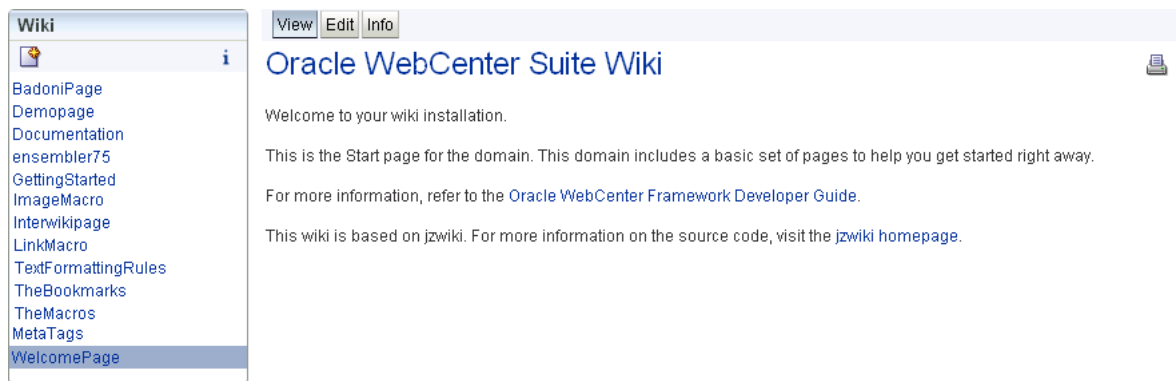 Wiki
i
BadoniPage
Demopage
Documentation
ensembler75
GettingStarted
ImageMacro
Interwikipage
LinkMacro
TextFormattingRules
TheBookmarks
TheMacros
MetaTags
WelcomePage
View Edit Info
Oracle WebCenter Suite Wiki
Welcome to your wiki installation.
This is the Start page for the domain. This domain includes a basic set of pages to help you get started right away.
For more information, refer to the Oracle WebCenter Framework Developer Guide.
This wiki is based on jzwiki. For more information on the source code, visit the jzwiki homepage.